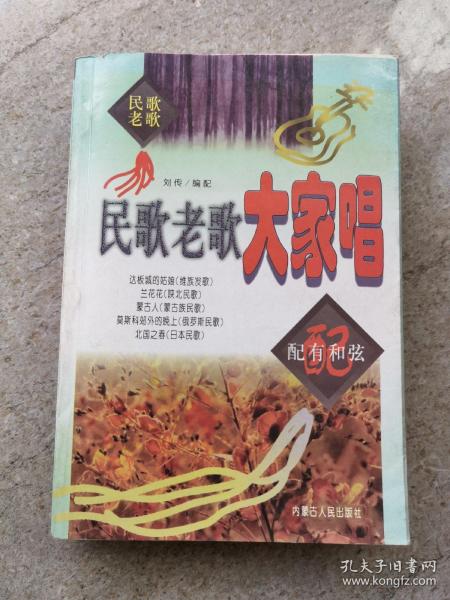 民歌
老歌
刘传／编配
民歌老歌大家唱
达板城的姑娘(维族发歌)
兰花花(陕北民歌)
蒙古人(蒙古族民歌)
莫斯科郊外的晚上(俄罗斯民歌)
北国之春(日本民歌)
配
配有和弦
内蒙古人民出版社
孔夫子旧书网
www.kongfz.com